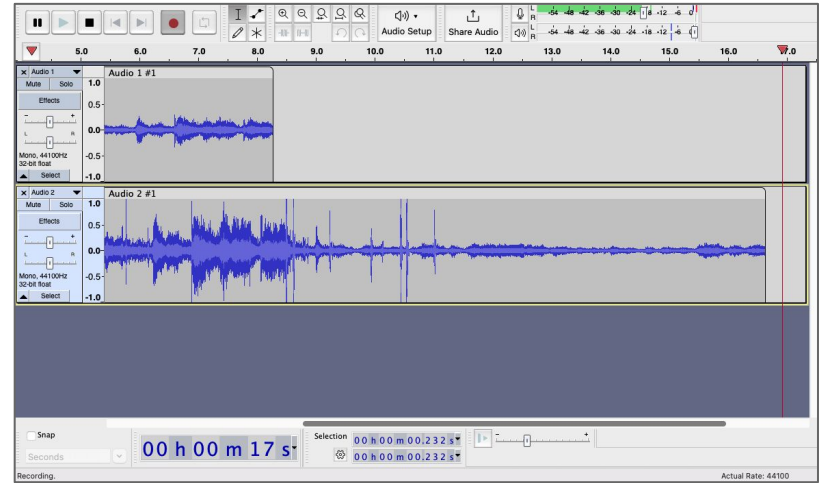 L
R -54 -48 -42 -36 -30 -24 -18 -12 -6 0
Audio Setup Share Audio
L
R -54 -48 -42 -36 -30 -24 -18 -12 -6 0
5.0 6.0 7.0 8.0 9.0 10.0 11.0 12.0 13.0 14.0 15.0 16.0 17.0
× Audio 1 Audio 1 #1
Mute Solo 1.0
Effects 0.5
- +
0.0
L R
Mono, 44100Hz -0.5
32-bit float
Select -1.0
× Audio 2 Audio 2 #1
Mute Solo 1.0
Effects 0.5
- +
0.0
L R
Mono, 44100Hz -0.5
32-bit float
Select -1.0
Snap
Seconds
00 h 00 m 17 s
Selection
00 h 00 m 00.232 s
00 h 00 m 00.232 s
- +
Recording. Actual Rate: 44100